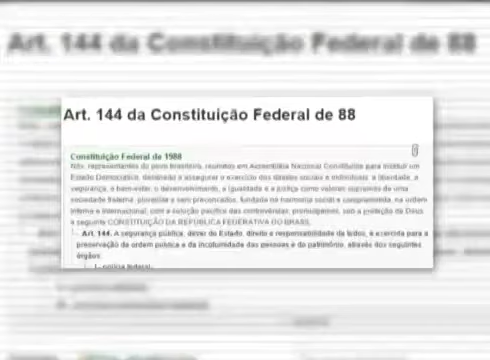 Art. 144 da Constituição Federal de 88
Art. 144 da Constituição Federal de 88
Constituição Federal de 1988
Nós, representantes do povo brasileiro, reunidos em Assembléia Nacional Constituinte para instituir um
Estado Democrático, destinado a assegurar o exercício dos direitos sociais e individuais, a liberdade, a
segurança, o bem-estar, o desenvolvimento, a igualdade e a justiça como valores supremos de uma
sociedade fraterna, pluralista e sem preconceitos, fundada na harmonia social e comprometida, na ordem
interna e internacional, com a solução pacífica das controvérsias, promulgamos, sob a proteção de Deus,
a seguinte CONSTITUIÇÃO DA REPÚBLICA FEDERATIVA DO BRASIL.
Art. 144. A segurança pública, dever do Estado, direito e responsabilidade de todos, é exercida para a
preservação da ordem pública e da incolumidade das pessoas e do patrimônio, através dos seguintes
órgãos:
I - polícia federal;